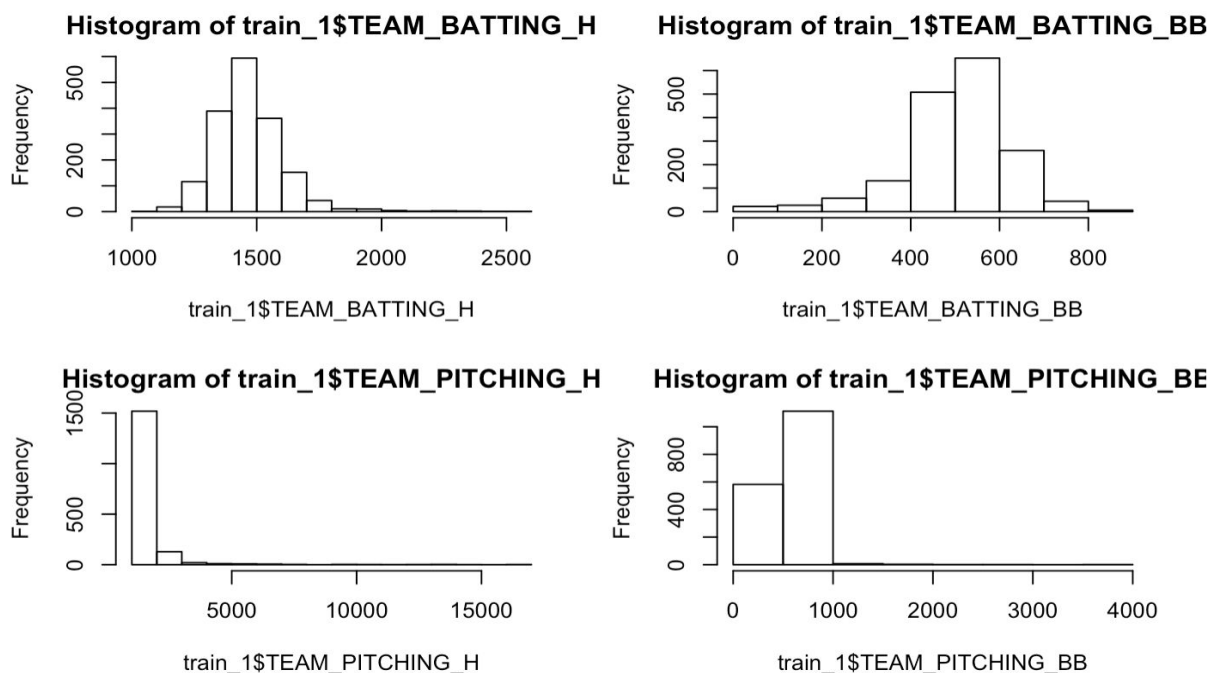 Histogram of train_1$TEAM_BATTING_H
Frequency
0 200 500
1000 1500 2000 2500
train_1$TEAM_BATTING_H
Histogram of train_1$TEAM_BATTING_BB
Frequency
0 200 500
0 200 400 600 800
train_1$TEAM_BATTING_BB
Histogram of train_1$TEAM_PITCHING_H
Frequency
0 500 1500
5000 10000 15000
train_1$TEAM_PITCHING_H
Histogram of train_1$TEAM_PITCHING_BB
Frequency
0 400 800
0 1000 2000 3000 4000
train_1$TEAM_PITCHING_BB